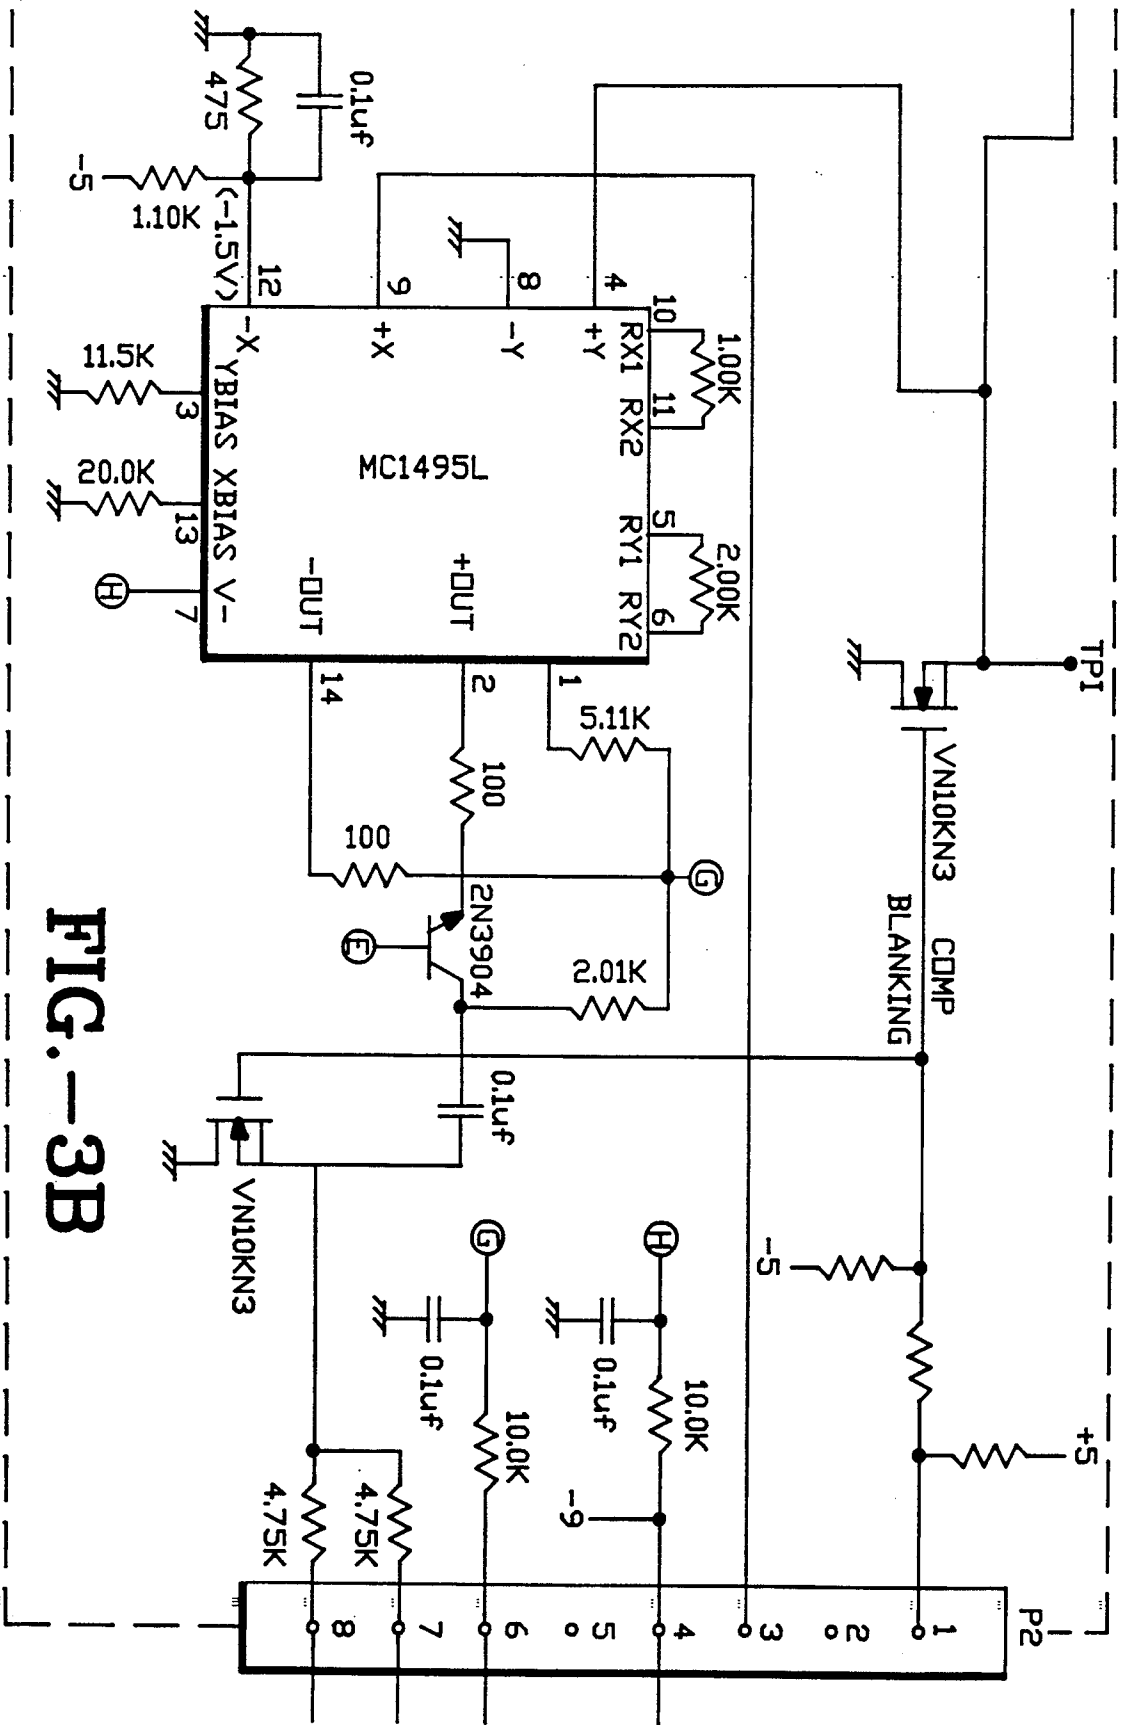 TPI
VN10KN3
COMP
BLANKING
-5
+5
P2
1
2
3
4
5
6
7
8
0.1uf
475
-5
1.10K
(-1.5V)
12
9
8
4
-X
+X
-Y
+Y
10
RX1
1.00K
11
RX2
5
RY1
2.00K
6
RY2
MC1495L
11.5K
YBIAS
3
20.0K
XBIAS
13
V-
7
H
-OUT
14
+OUT
2
1
5.11K
100
100
G
2N3904
E
2.01K
0.1uf
VN10KN3
G
0.1uf
10.0K
H
0.1uf
10.0K
-9
4.75K
4.75K
FIG.-3B